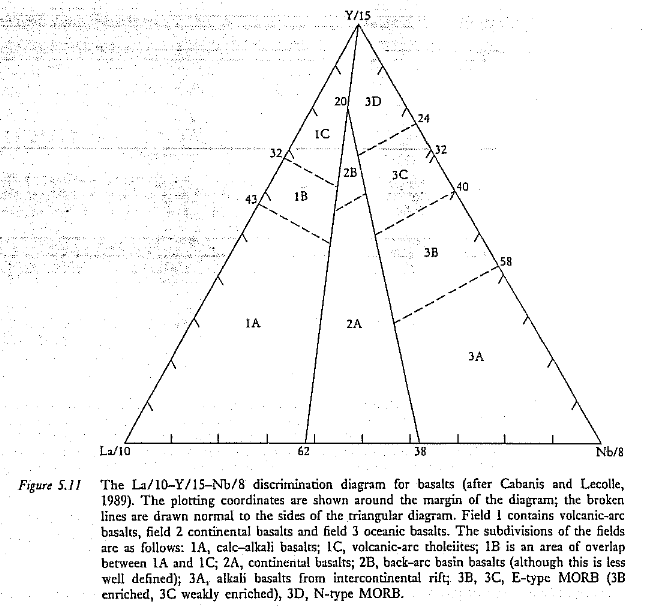 Y/15
20
3D
24
1C
32
32
2B
3C
40
1B
43
3B
58
1A
2A
3A
La/10
62
38
Nb/8
Figure 5.11 The La/10–Y/15–Nb/8 discrimination diagram for basalts (after Cabanis and Lecolle,
1989). The plotting coordinates are shown around the margin of the diagram; the broken
lines are drawn normal to the sides of the triangular diagram. Field 1 contains volcanic-arc
basalts, field 2 continental basalts and field 3 oceanic basalts. The subdivisions of the fields
are as follows: 1A, calc–alkali basalts; 1C, volcanic-arc tholeiites; 1B is an area of overlap
between 1A and 1C; 2A, continental basalts; 2B, back-arc basin basalts (although this is less
well defined); 3A, alkali basalts from intercontinental rift; 3B, 3C, E-type MORB (3B
enriched, 3C weakly enriched), 3D, N-type MORB.